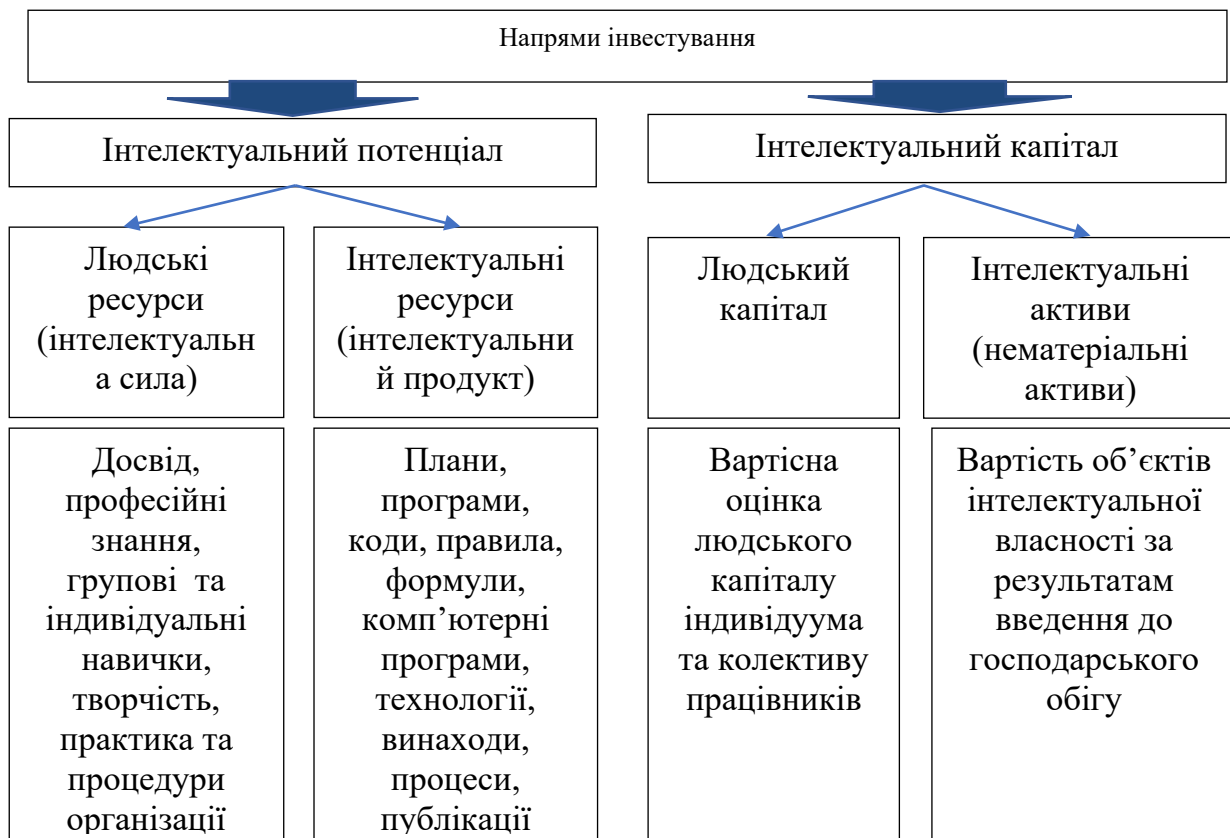 Напрями інвестування
Інтелектуальний потенціал
Інтелектуальний капітал
Людські
ресурси
(інтелектуальн
а сила)
Інтелектуальні
ресурси
(інтелектуальни
й продукт)
Людський
капітал
Інтелектуальні
активи
(нематеріальні
активи)
Досвід,
професійні
знання,
групові та
індивідуальні
навички,
творчість,
практика та
процедури
організації
Плани,
програми,
коди, правила,
формули,
комп’ютерні
програми,
технології,
винаходи,
процеси,
публікації
Вартісна
оцінка
людського
капіталу
індивідуума
та колективу
працівників
Вартість об’єктів
інтелектуальної
власності за
результатам
введення до
господарського
обігу